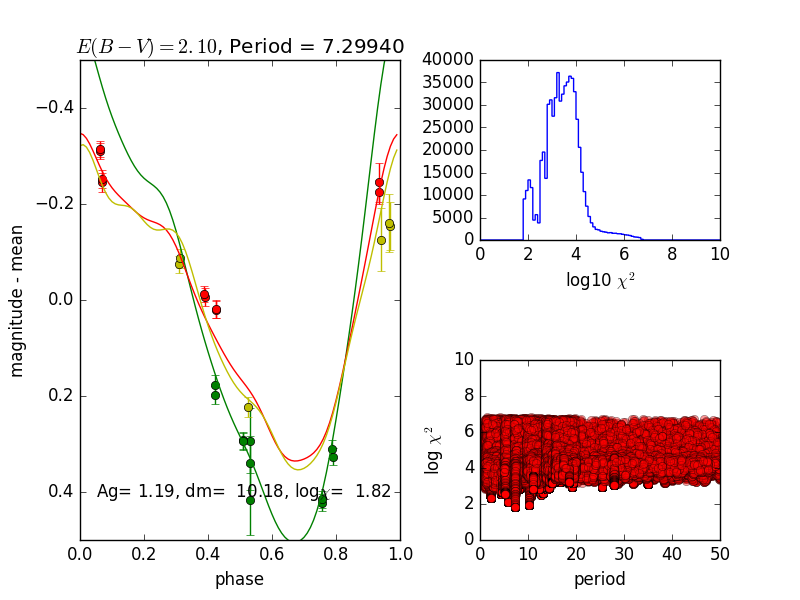 E(B−V)=2.10, Period = 7.29940
magnitude - mean
−0.4
−0.2
0.0
0.2
0.4
Ag= 1.19, dm= 10.18, logχ= 1.82
0.0 0.2 0.4 0.6 0.8 1.0
phase
40000
35000
30000
25000
20000
15000
10000
5000
0
0 2 4 6 8 10
log10 χ²
log χ²
10
8
6
4
2
0
0 10 20 30 40 50
period